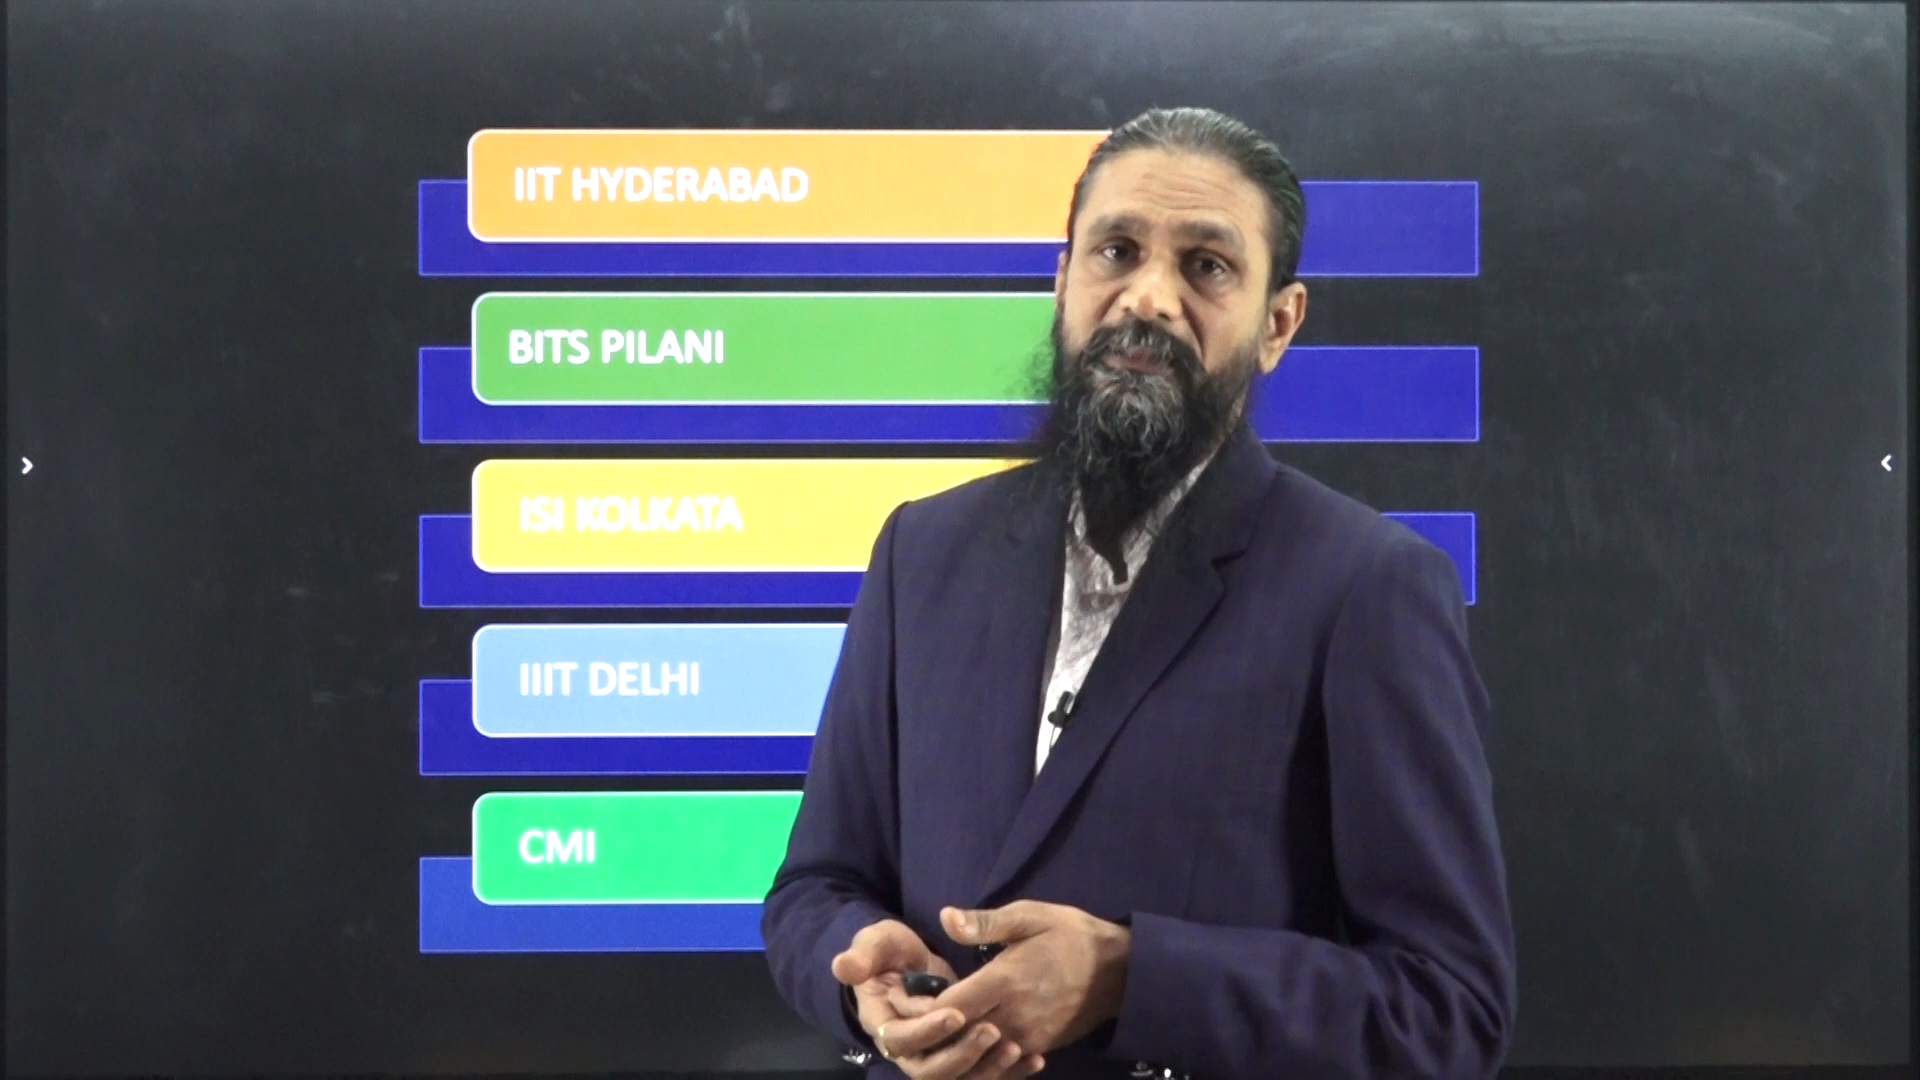 IIT HYDERABAD
BITS PILANI
ISI KOLKATA
IIIT DELHI
CMI